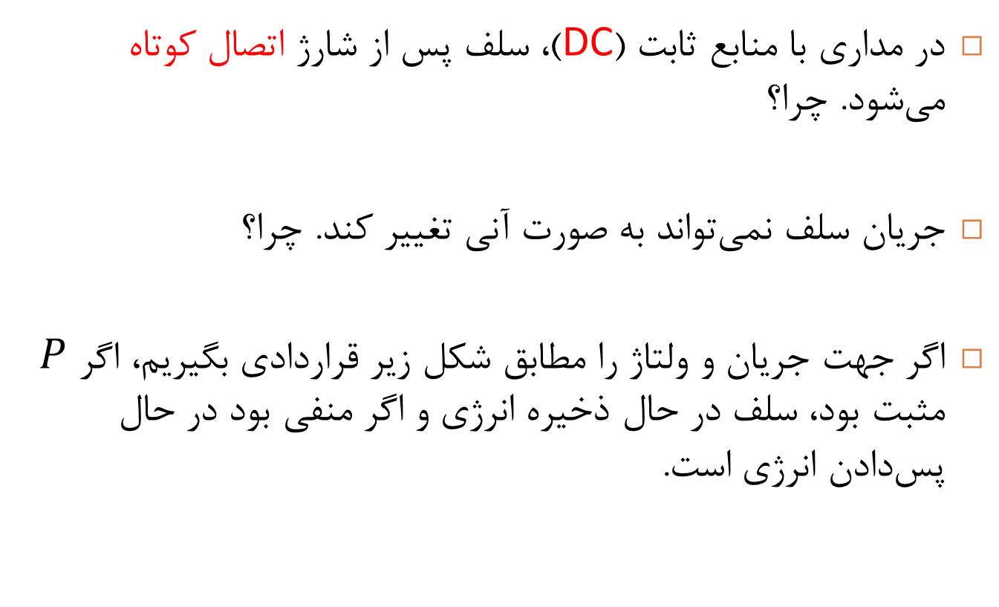 در مداری با منابع ثابت (DC)، سلف پس از شارژ اتصال کوتاه
می‌شود. چرا؟
جریان سلف نمی‌تواند به صورت آنی تغییر کند. چرا؟
اگر جهت جریان و ولتاژ را مطابق شکل زیر قراردادی بگیریم، اگر P
مثبت بود، سلف در حال ذخیره انرژی و اگر منفی بود در حال
پس‌دادن انرژی است.